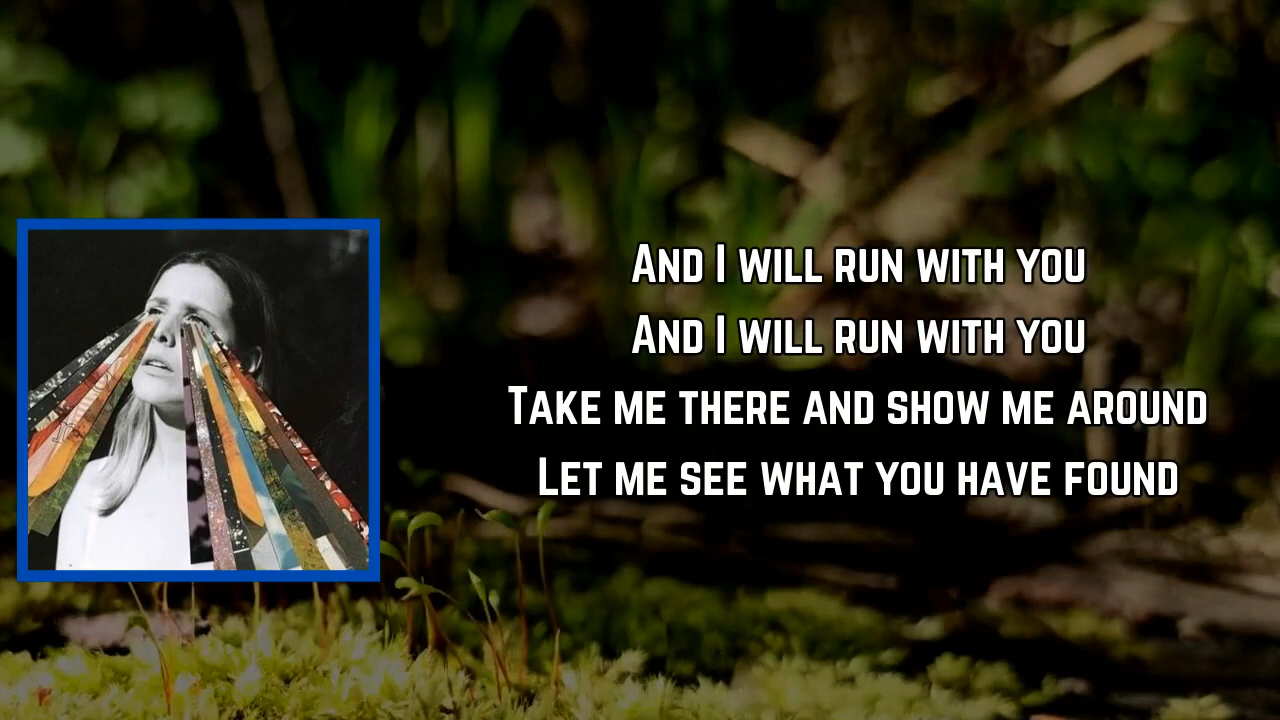 And I will run with you
And I will run with you
Take me there and show me around
Let me see what you have found